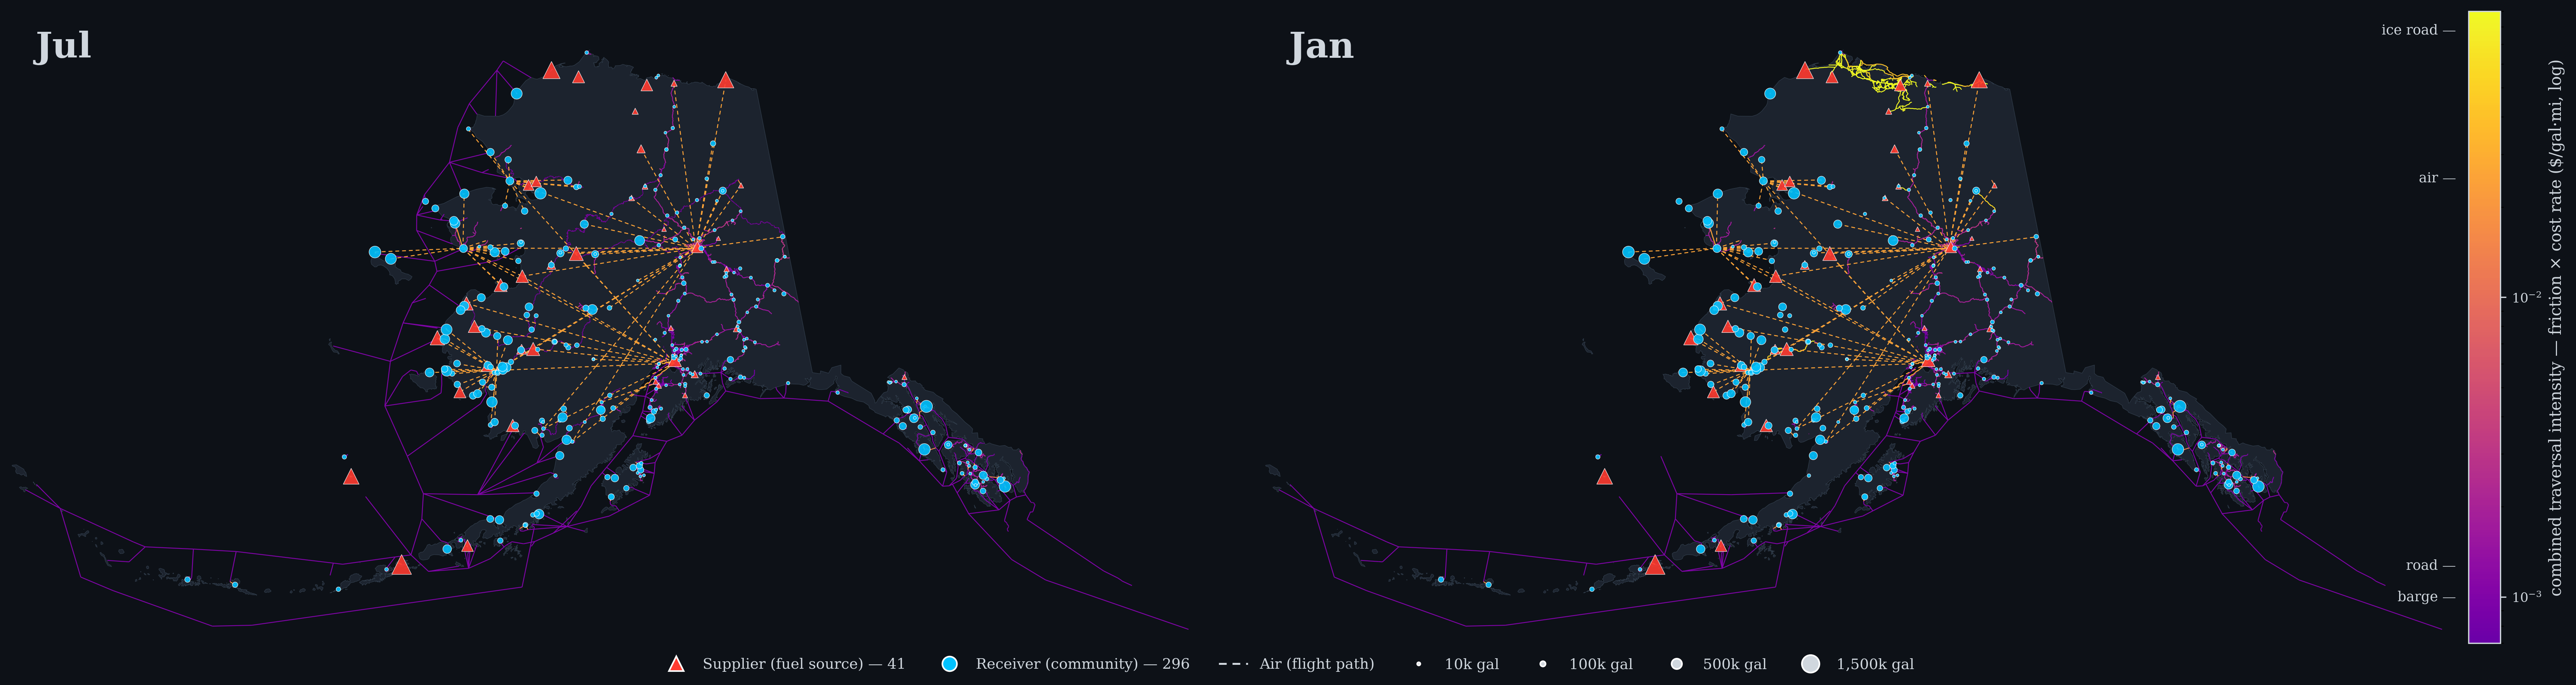 Jul
Jan
ice road —
air —
10⁻²
road —
barge —
10⁻³
combined traversal intensity — friction × cost rate ($/gal·mi, log)
Supplier (fuel source) — 41
Receiver (community) — 296
Air (flight path)
10k gal
100k gal
500k gal
1,500k gal